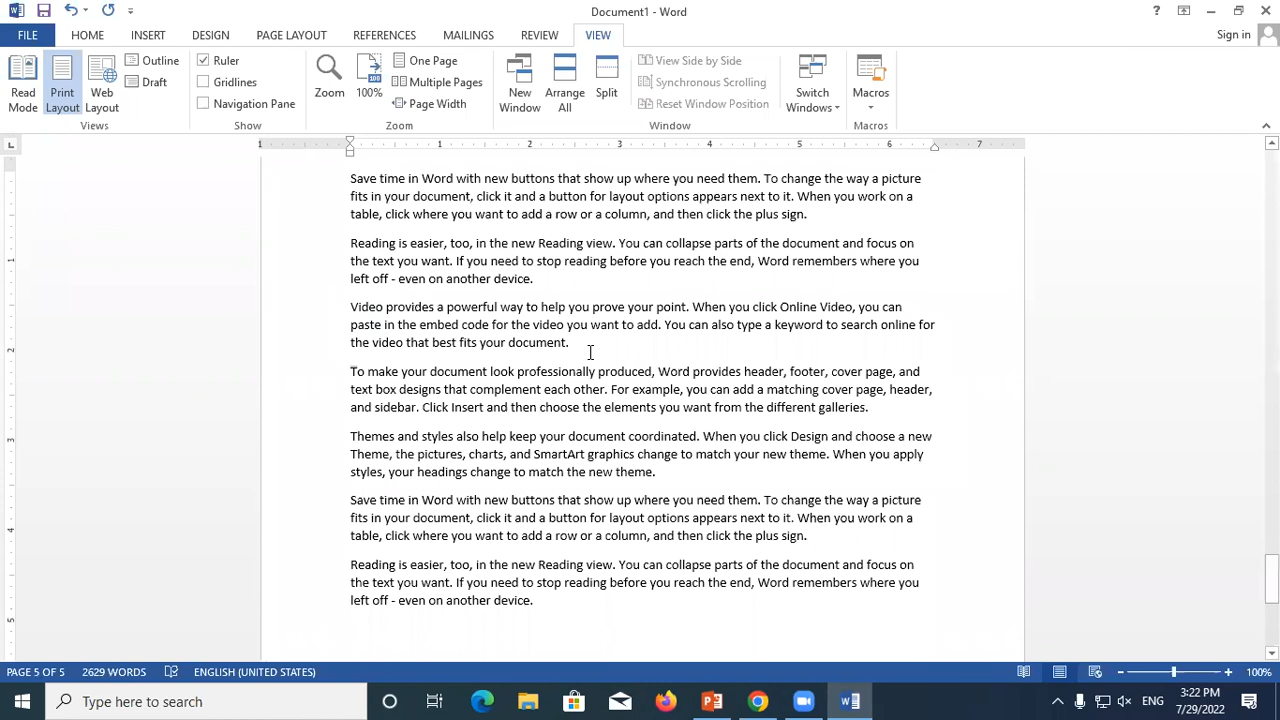 Document1 - Word
?
FILE HOME INSERT DESIGN PAGE LAYOUT REFERENCES MAILINGS REVIEW VIEW Sign in
Read Mode
Print Layout
Web Layout
Outline
Draft
Views
Ruler
Gridlines
Navigation Pane
Show
Zoom
100
100%
One Page
Multiple Pages
Page Width
Zoom
New Window
Arrange All
Split
View Side by Side
Synchronous Scrolling
Reset Window Position
Window
Switch Windows
Macros
Macros
1 1 2 3 4 5 6 7
Save time in Word with new buttons that show up where you need them. To change the way a picture
fits in your document, click it and a button for layout options appears next to it. When you work on a
table, click where you want to add a row or a column, and then click the plus sign.
Reading is easier, too, in the new Reading view. You can collapse parts of the document and focus on
the text you want. If you need to stop reading before you reach the end, Word remembers where you
left off - even on another device.
Video provides a powerful way to help you prove your point. When you click Online Video, you can
paste in the embed code for the video you want to add. You can also type a keyword to search online for
the video that best fits your document.
To make your document look professionally produced, Word provides header, footer, cover page, and
text box designs that complement each other. For example, you can add a matching cover page, header,
and sidebar. Click Insert and then choose the elements you want from the different galleries.
Themes and styles also help keep your document coordinated. When you click Design and choose a new
Theme, the pictures, charts, and SmartArt graphics change to match your new theme. When you apply
styles, your headings change to match the new theme.
Save time in Word with new buttons that show up where you need them. To change the way a picture
fits in your document, click it and a button for layout options appears next to it. When you work on a
table, click where you want to add a row or a column, and then click the plus sign.
Reading is easier, too, in the new Reading view. You can collapse parts of the document and focus on
the text you want. If you need to stop reading before you reach the end, Word remembers where you
left off - even on another device.
1
2
3
4
5
PAGE 5 OF 5 2629 WORDS ENGLISH (UNITED STATES) 100%
Type here to search
ENG
3:22 PM
7/29/2022